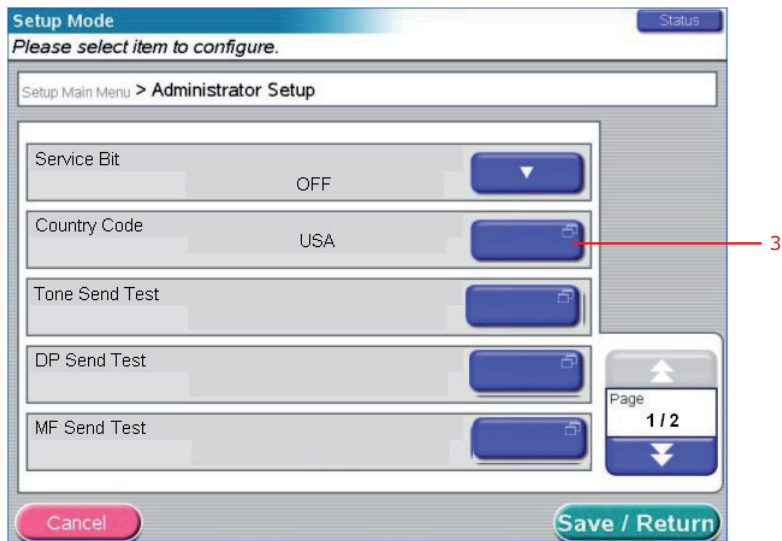 Setup Mode
Status
Please select item to configure.
Setup Main Menu > Administrator Setup
Service Bit
OFF
Country Code
USA
3
Tone Send Test
DP Send Test
MF Send Test
Page
1 / 2
Cancel
Save / Return